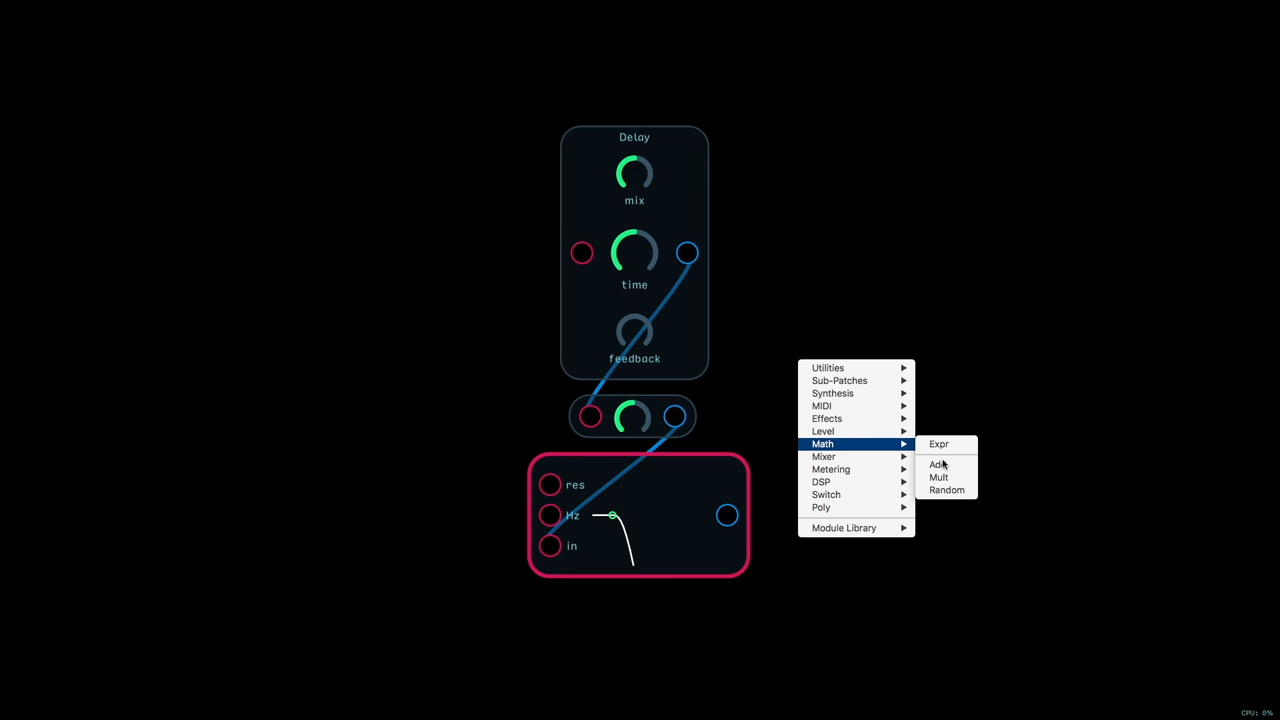 Delay
mix
time
feedback
res
Hz
in
Utilities
Sub-Patches
Synthesis
MIDI
Effects
Level
Math
Mixer
Metering
DSP
Switch
Poly
Module Library
Expr
Add
Mult
Random
CPU: 0%